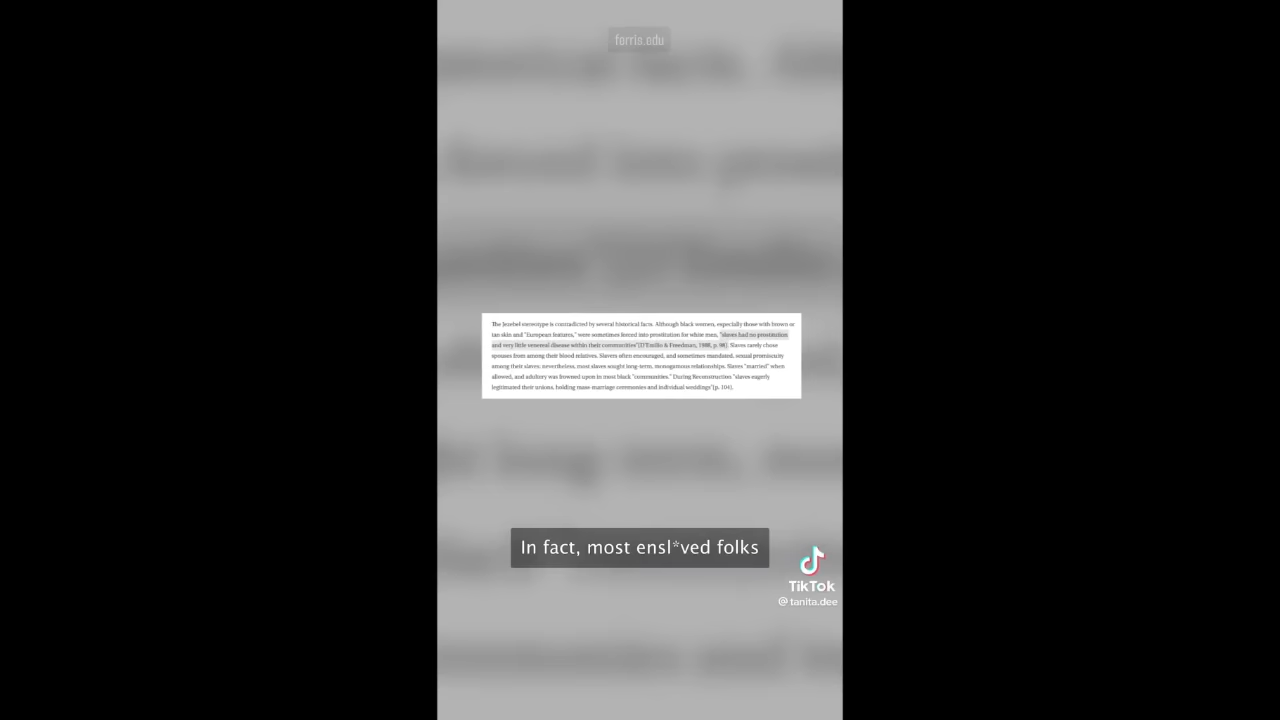 ferris.edu
The Jezebel stereotype is contradicted by several historical facts. Although black women, especially those with brown or
tan skin and "European features," were sometimes forced into prostitution for white men, "slaves had no prostitution
and very little venereal disease within their communities"(D'Emilio & Freedman, 1988, p. 98). Slaves rarely chose
spouses from among their blood relatives. Slavers often encouraged, and sometimes mandated, sexual promiscuity
among their slaves; nevertheless, most slaves sought long-term, monogamous relationships. Slaves "married" when
allowed, and adultery was frowned upon in most black "communities." During Reconstruction "slaves eagerly
legitimated their unions, holding mass-marriage ceremonies and individual weddings"(p. 104).
In fact, most ensl*ved folks
TikTok
@tanita.dee